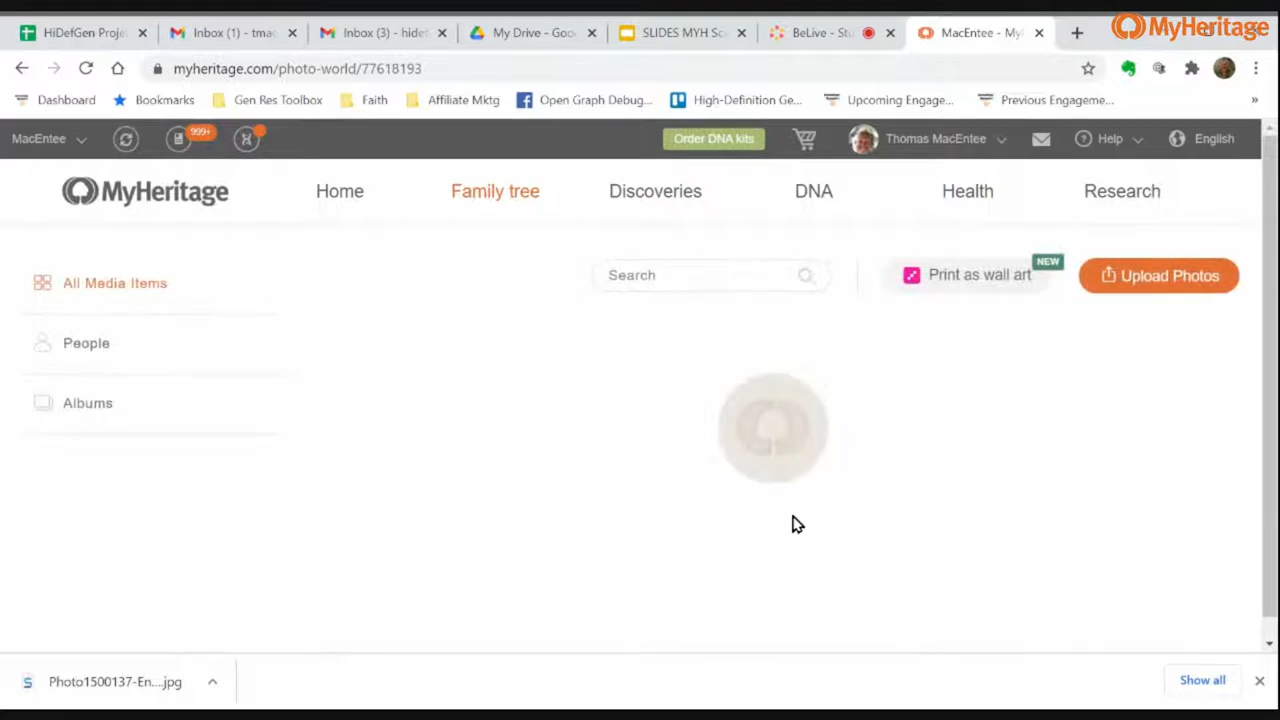 HiDefGen Proje
Inbox (1) - tmac
Inbox (3) - hidef
My Drive - Goo
SLIDES MYH Sc
BeLive - Stu
MacEntee - My
MyHeritage
myheritage.com/photo-world/77618193
Dashboard
Bookmarks
Gen Res Toolbox
Faith
Affiliate Mktg
Open Graph Debug...
High-Definition Ge...
Upcoming Engage...
Previous Engageme...
»
MacEntee
999+
Order DNA kits
Thomas MacEntee
Help
English
MyHeritage
Home
Family tree
Discoveries
DNA
Health
Research
All Media Items
Search
Print as wall art
NEW
Upload Photos
People
Albums
Photo1500137-En....jpg
Show all